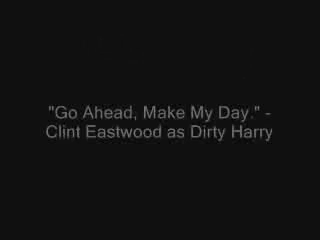 "Go Ahead, Make My Day." -
Clint Eastwood as Dirty Harry